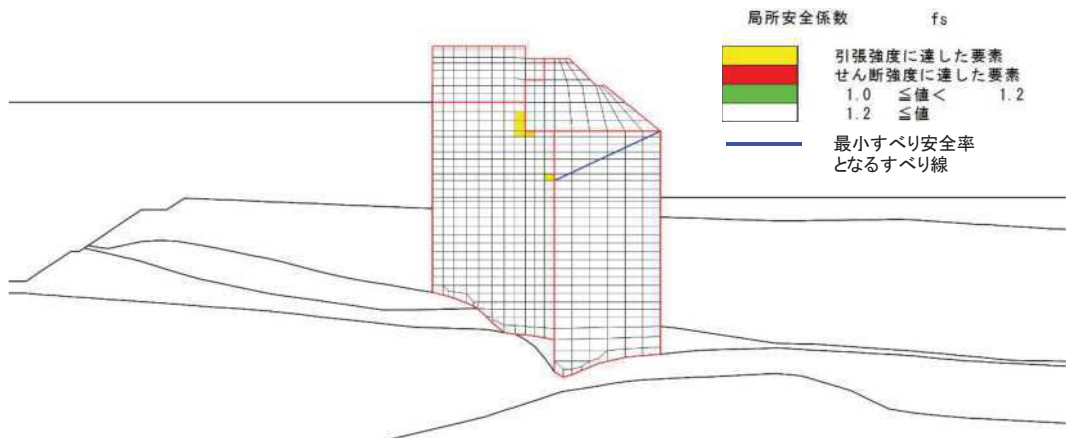 局所安全係数 fs
引張強度に達した要素
せん断強度に達した要素
1.0 ≦値< 1.2
1.2 ≦値
最小すべり安全率
となるすべり線